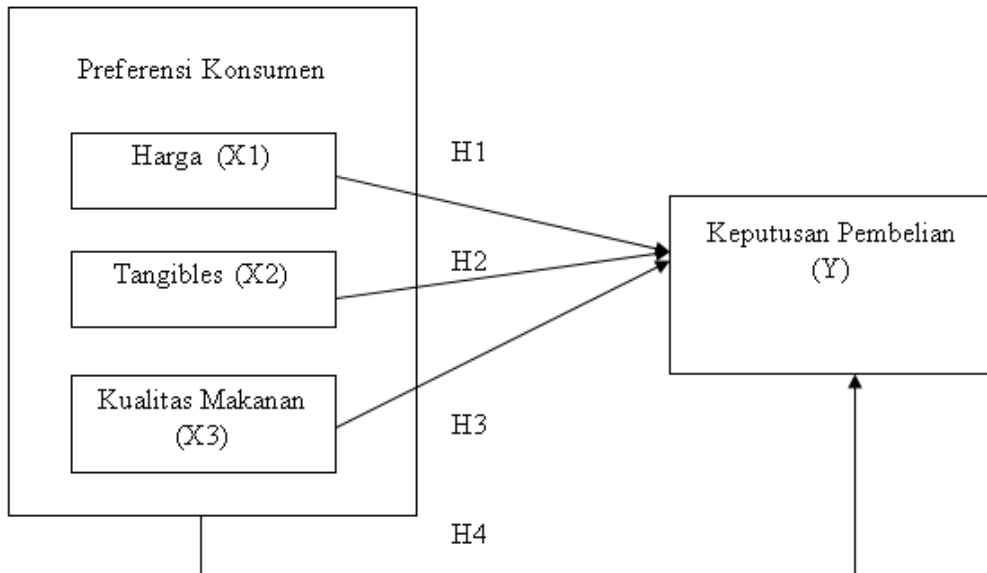 Preferensi Konsumen
Harga (X1)
H1
Tangibles (X2)
H2
Kualitas Makanan
(X3)
H3
H4
Keputusan Pembelian
(Y)